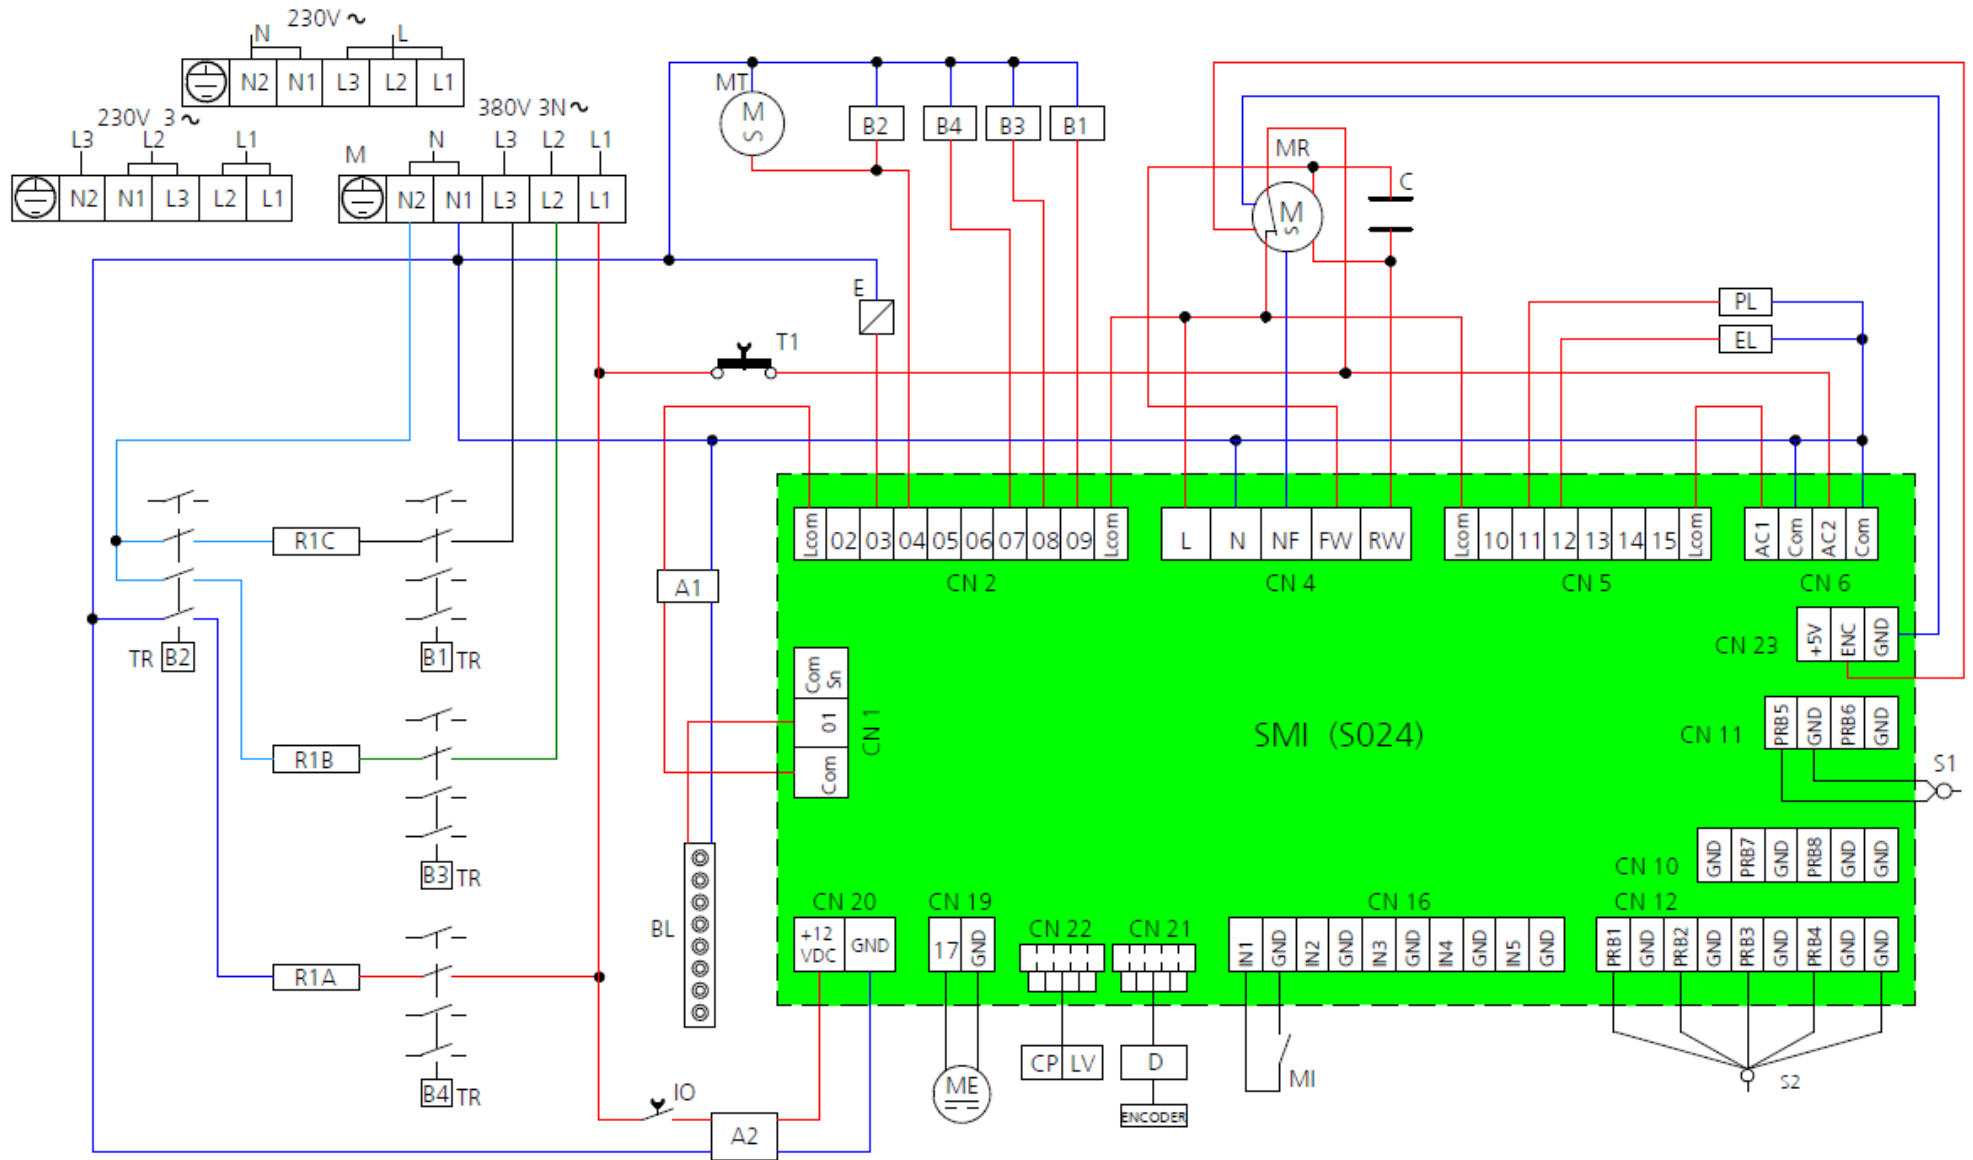 230V ~
N L
N2 N1 L3 L2 L1
230V 3~
L3 L2 L1
N2 N1 L3 L2 L1
380V 3N~
M N L3 L2 L1
N2 N1 L3 L2 L1
MT
M
S
B2 B4 B3 B1
MR
M
S
C
E
T1
PL
EL
Lcom 02 03 04 05 06 07 08 09 Lcom
CN 2
L N NF FW RW
CN 4
Lcom 10 11 12 13 14 15 Lcom
CN 5
AC1 Com AC2 Com
CN 6
R1C
TR B2
B1 TR
A1
CN 23
+5V ENC GND
Com Sn
01
Com
CN 1
SMI (S024)
CN 11
PRB5 GND PRB6 GND
S1
R1B
B3 TR
CN 10
GND PRB7 GND PRB8 GND GND
BL
CN 20
+12 VDC GND
CN 19
17 GND
CN 22
CN 21
CN 16
IN1 GND IN2 GND IN3 GND IN4 GND IN5 GND
CN 12
PRB1 GND PRB2 GND PRB3 GND PRB4 GND GND
R1A
B4 TR
IO
A2
ME
CP LV
D
ENCODER
MI
S2